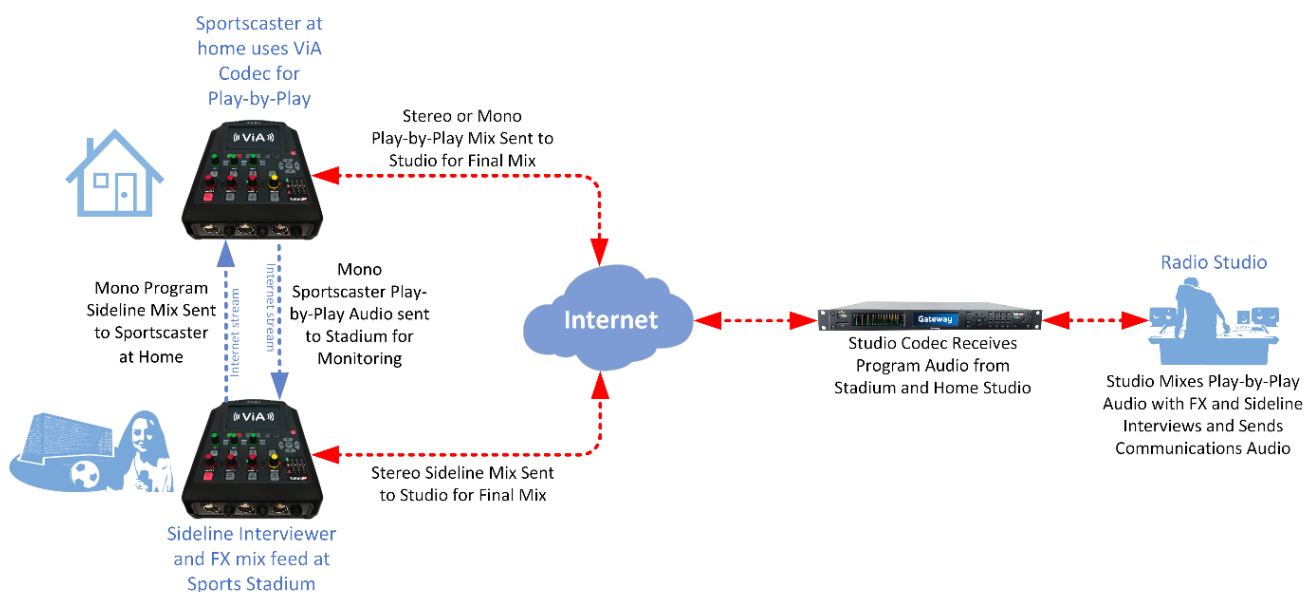 Sportscaster at
home uses ViA
Codec for
Play-by-Play
((ViA))
Stereo or Mono
Play-by-Play Mix Sent to
Studio for Final Mix
Mono Program
Sideline Mix Sent
to Sportscaster
at Home
Internet stream
Internet stream
Mono
Sportscaster Play-
by-Play Audio sent
to Stadium for
Monitoring
((ViA))
Sideline Interviewer
and FX mix feed at
Sports Stadium
Stereo Sideline Mix Sent
to Studio for Final Mix
Internet
Gateway
Studio Codec Receives
Program Audio from
Stadium and Home Studio
Radio Studio
Studio Mixes Play-by-Play
Audio with FX and Sideline
Interviews and Sends
Communications Audio